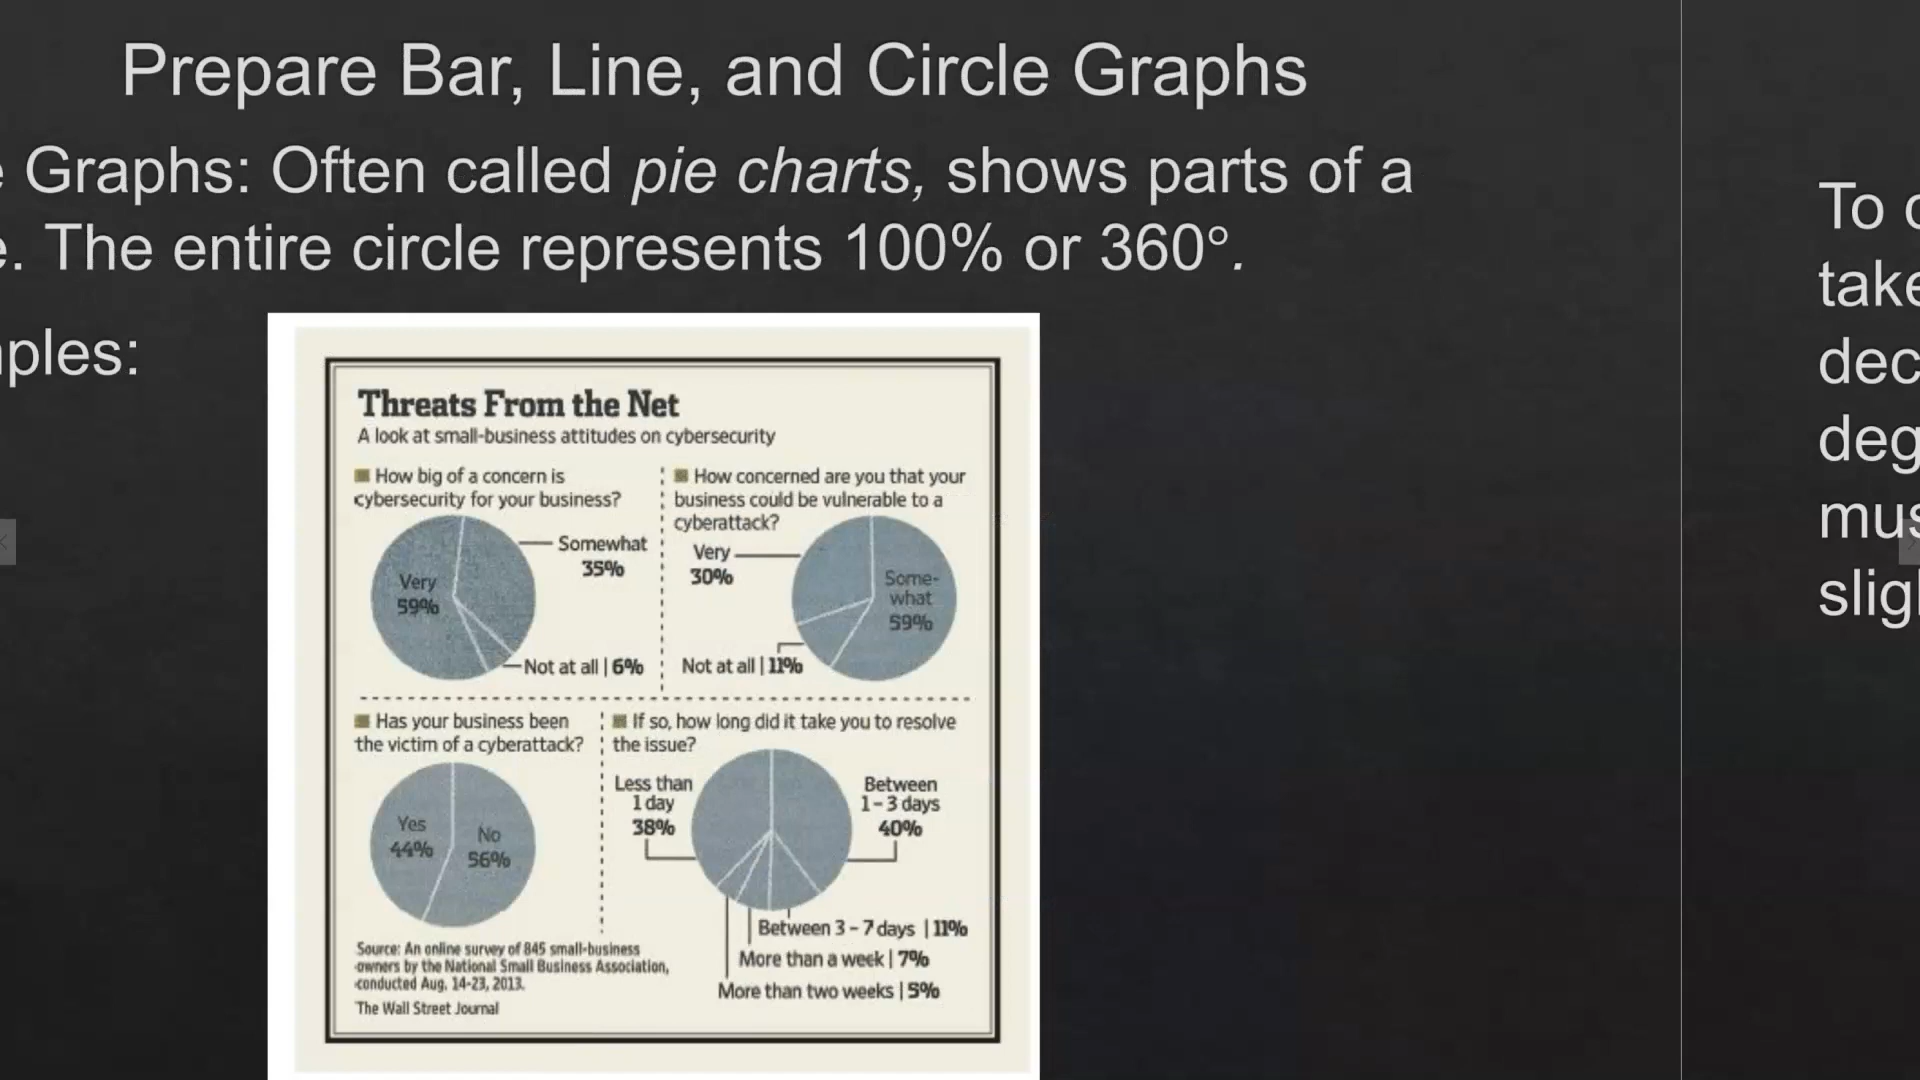 Prepare Bar, Line, and Circle Graphs
Graphs: Often called pie charts, shows parts of a
. The entire circle represents 100% or 360°.
ples:
Threats From the Net
A look at small-business attitudes on cybersecurity
How big of a concern is
cybersecurity for your business?
Somewhat
35%
Very
59%
Not at all | 6%
How concerned are you that your
business could be vulnerable to a
cyberattack?
Very
30%
Some-
what
59%
Not at all | 11%
Has your business been
the victim of a cyberattack?
Yes
44%
No
56%
If so, how long did it take you to resolve
the issue?
Less than
1 day
38%
Between
1–3 days
40%
Between 3–7 days | 11%
More than a week | 7%
More than two weeks | 5%
Source: An online survey of 845 small-business
owners by the National Small Business Association,
conducted Aug. 14-23, 2013.
The Wall Street Journal
To
take
dec
deg
mus
slig